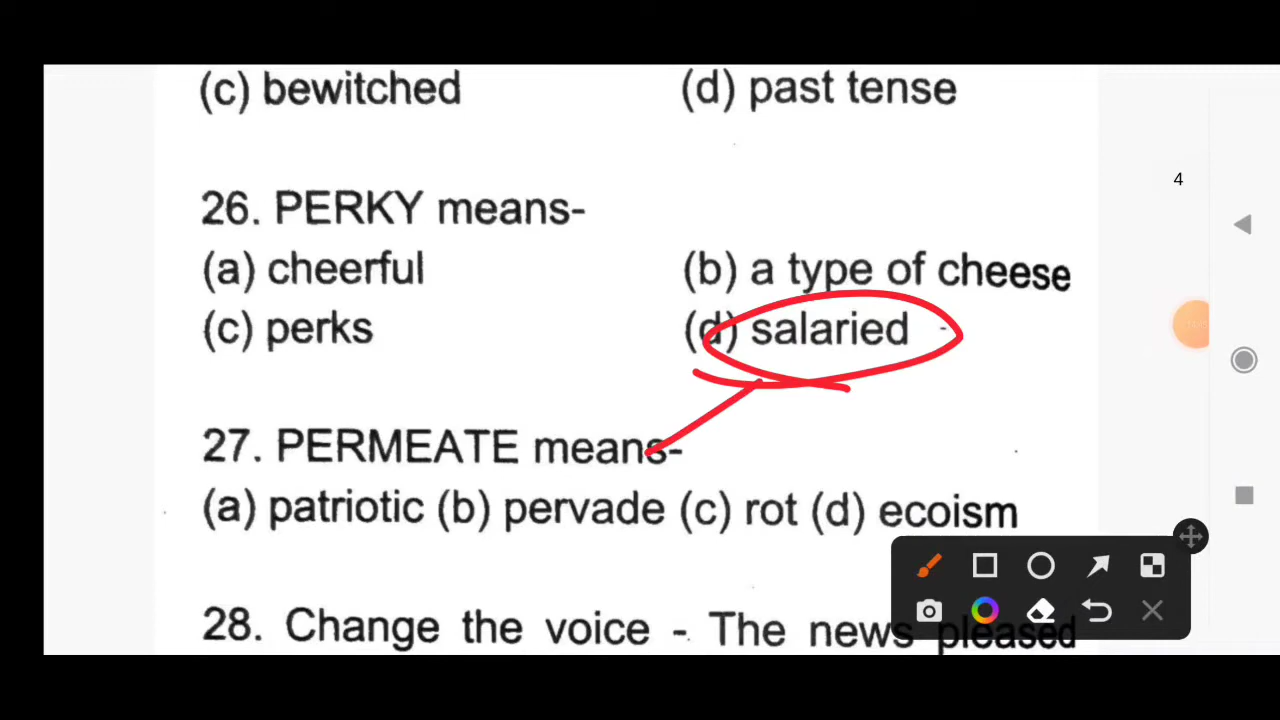 (c) bewitched (d) past tense
26. PERKY means-
(a) cheerful (b) a type of cheese
(c) perks (d) salaried
4
27. PERMEATE means-
(a) patriotic (b) pervade (c) rot (d) ecoism
28. Change the voice - The news pleased